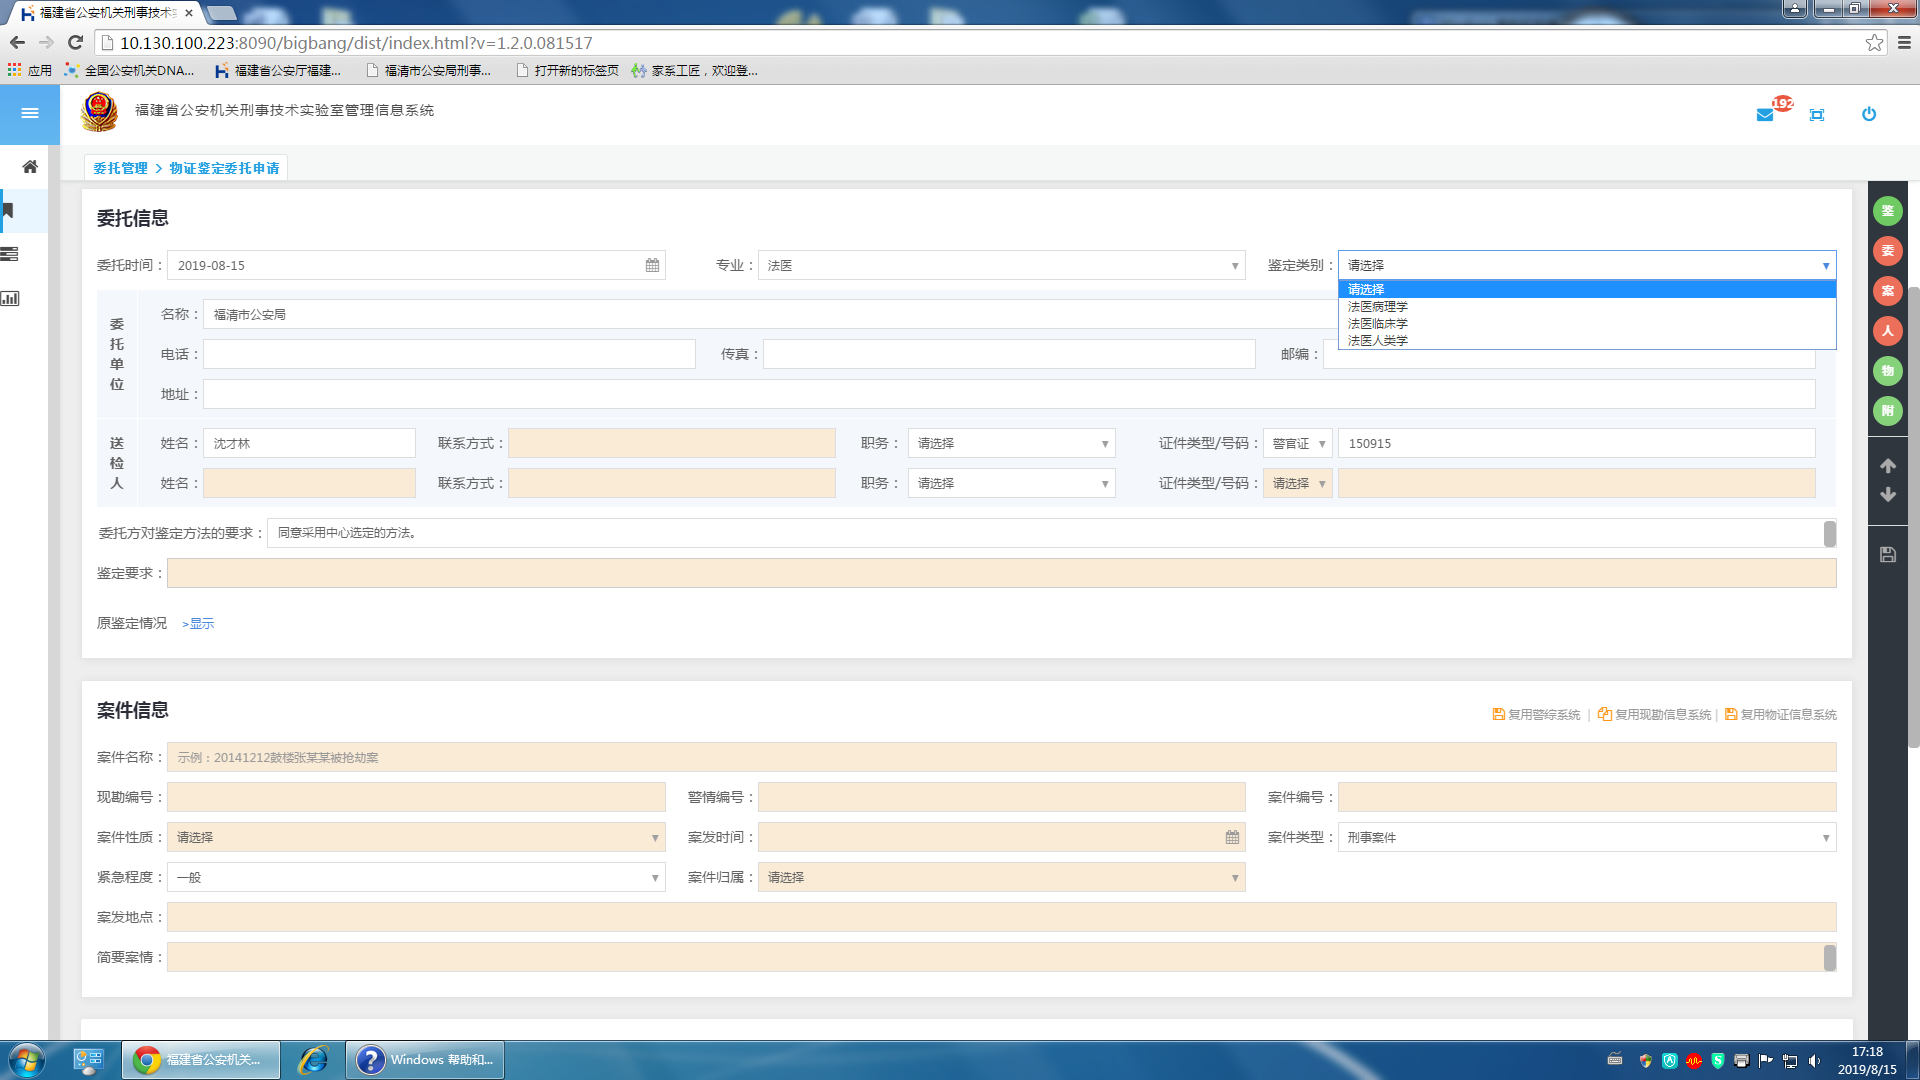 福建省公安机关刑事技术
10.130.100.223:8090/bigbang/dist/index.html?v=1.2.0.081517
应用 全国公安机关DNA... 福建省公安厅福建... 福清市公安局刑事... 打开新的标签页 家系工匠，欢迎登...
福建省公安机关刑事技术实验室管理信息系统
192
委托管理 > 物证鉴定委托申请
委托信息
委托时间： 2019-08-15 专业： 法医 鉴定类别： 请选择
请选择
法医病理学
法医临床学
法医人类学
委托单位
名称： 福清市公安局
电话： 传真： 邮编：
地址：
送检人
姓名： 沈才林 联系方式： 职务： 请选择 证件类型/号码： 警官证 150915
姓名： 联系方式： 职务： 请选择 证件类型/号码： 请选择
委托方对鉴定方法的要求： 同意采用中心选定的方法。
鉴定要求：
原鉴定情况 >显示
案件信息
复用警综系统 | 复用现勘信息系统 | 复用物证信息系统
案件名称： 示例：20141212鼓楼张某某被抢劫案
现勘编号： 警情编号： 案件编号：
案件性质： 请选择 案发时间： 案件类型： 刑事案件
紧急程度： 一般 案件归属： 请选择
案发地点：
简要案情：
鉴
委
案
人
物
附
福建省公安机关... Windows 帮助和...
17:18
2019/8/15